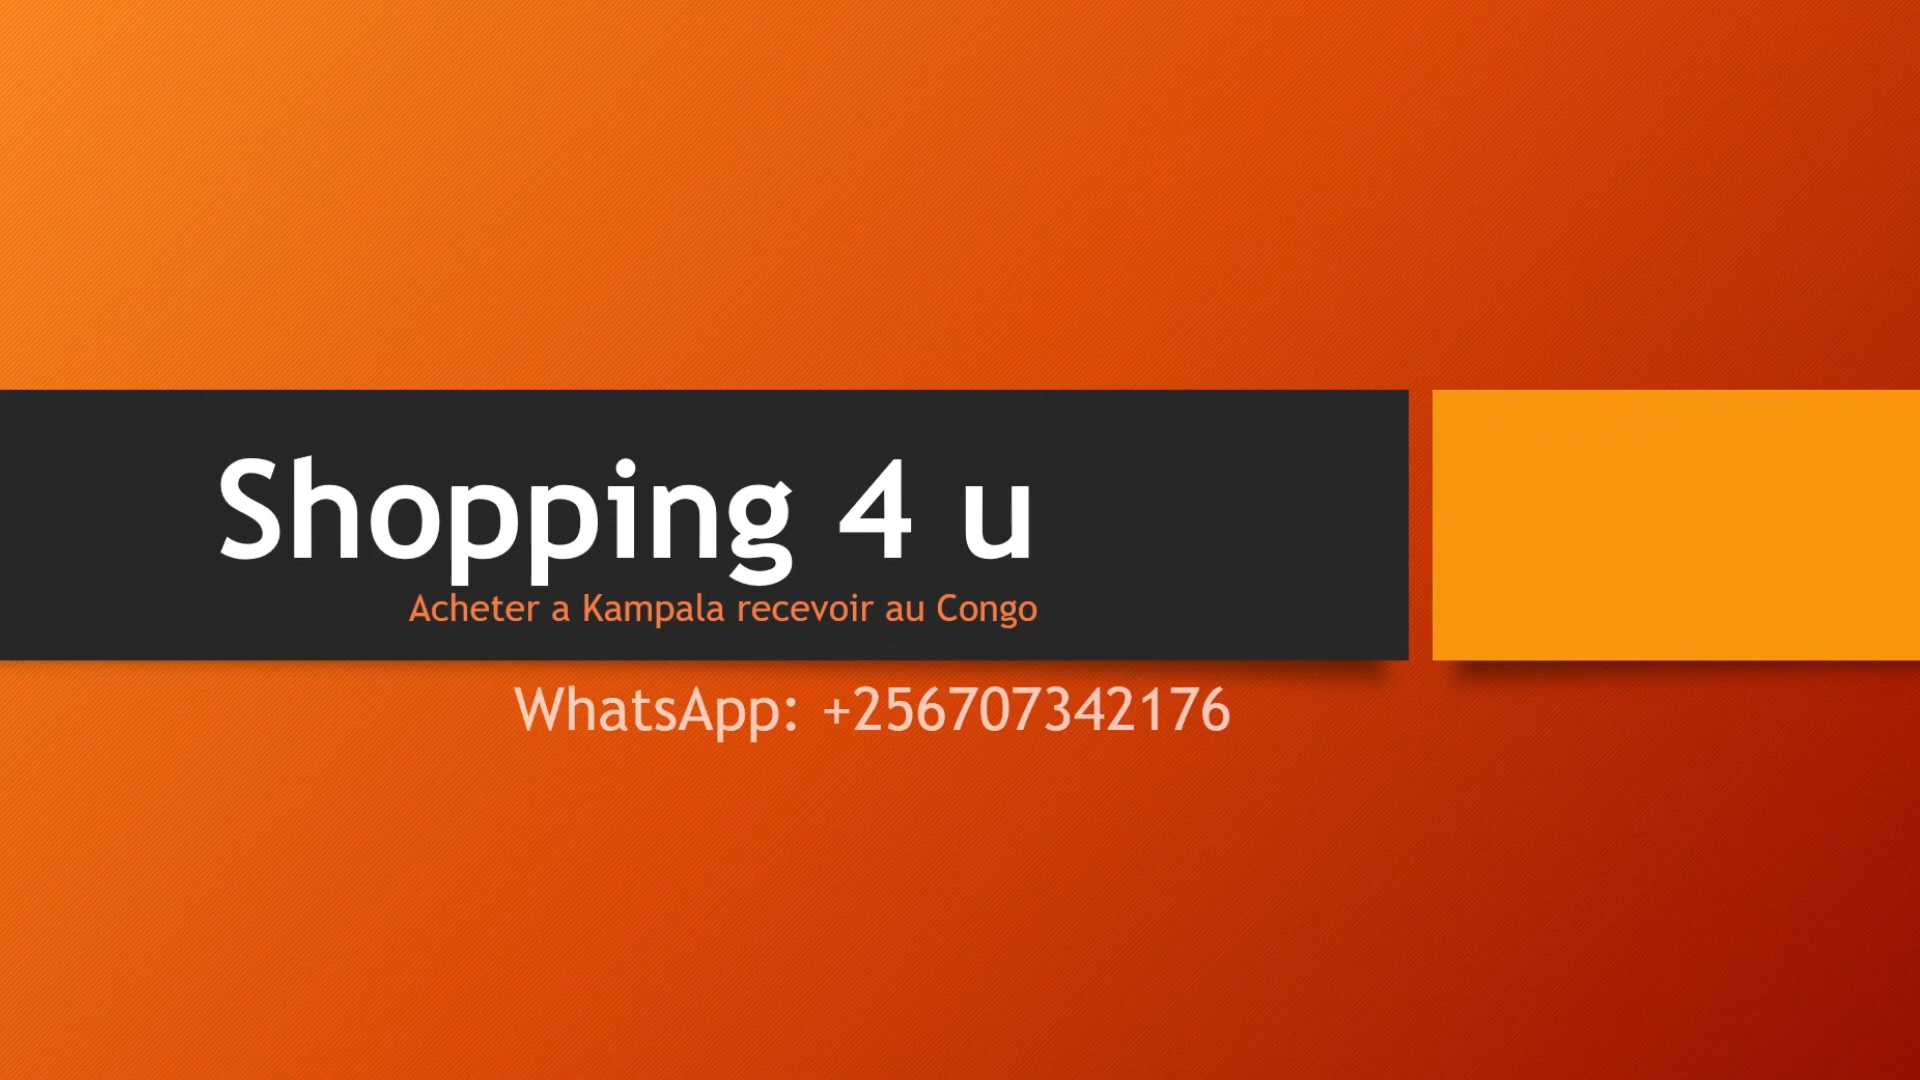 Shopping 4 u
Acheter a Kampala recevoir au Congo
WhatsApp: +256707342176